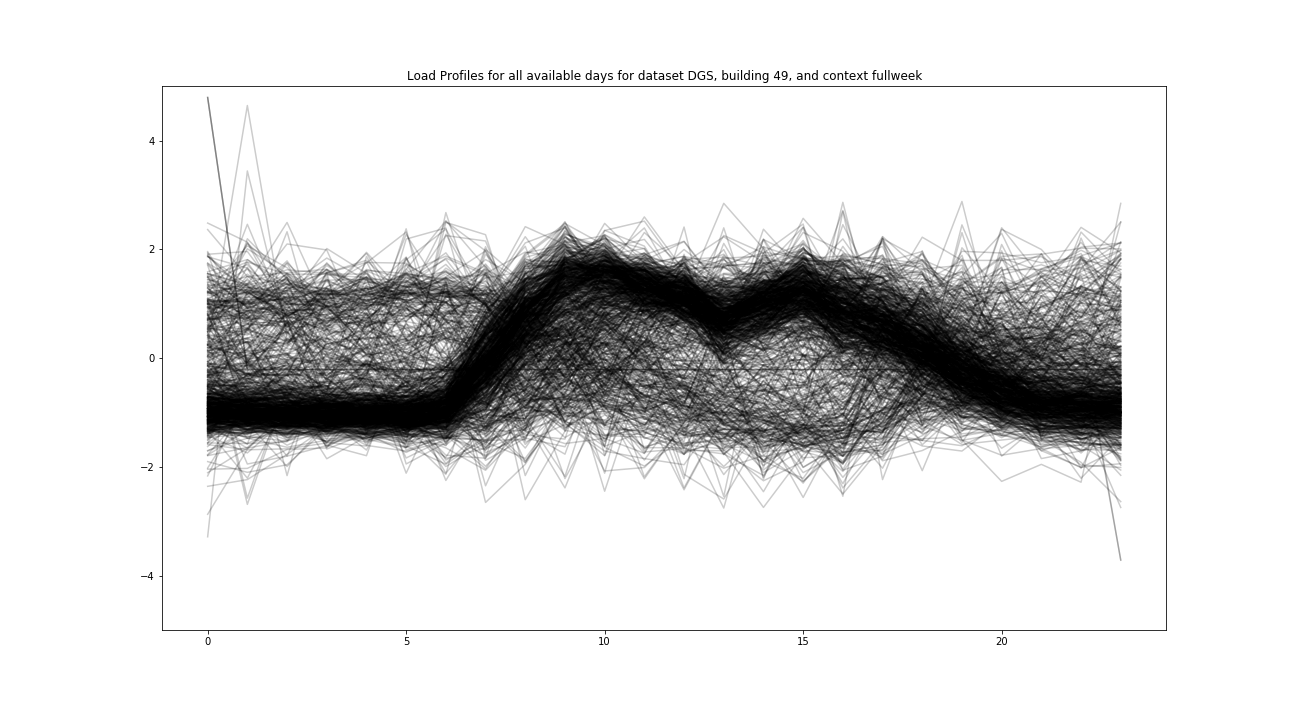 Load Profiles for all available days for dataset DGS, building 49, and context fullweek
4
2
0
−2
−4
0 5 10 15 20